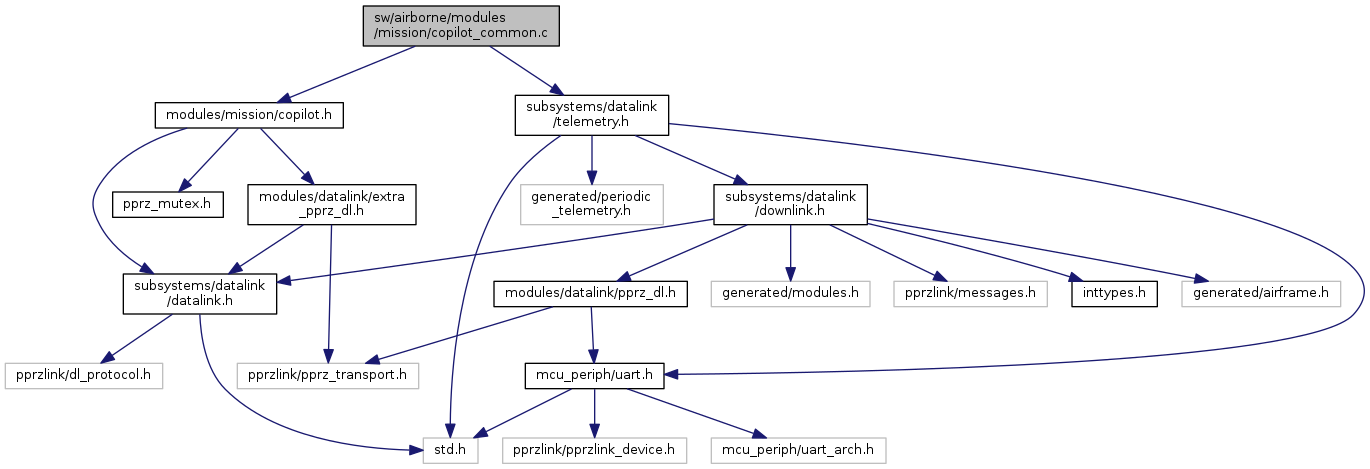 sw/airborne/modules
/mission/copilot_common.c
modules/mission/copilot.h
subsystems/datalink
/telemetry.h
pprz_mutex.h
modules/datalink/extra
_pprz_dl.h
generated/periodic
_telemetry.h
subsystems/datalink
/downlink.h
subsystems/datalink
/datalink.h
modules/datalink/pprz_dl.h
generated/modules.h
pprzlink/messages.h
inttypes.h
generated/airframe.h
pprzlink/dl_protocol.h
pprzlink/pprz_transport.h
mcu_periph/uart.h
std.h
pprzlink/pprzlink_device.h
mcu_periph/uart_arch.h